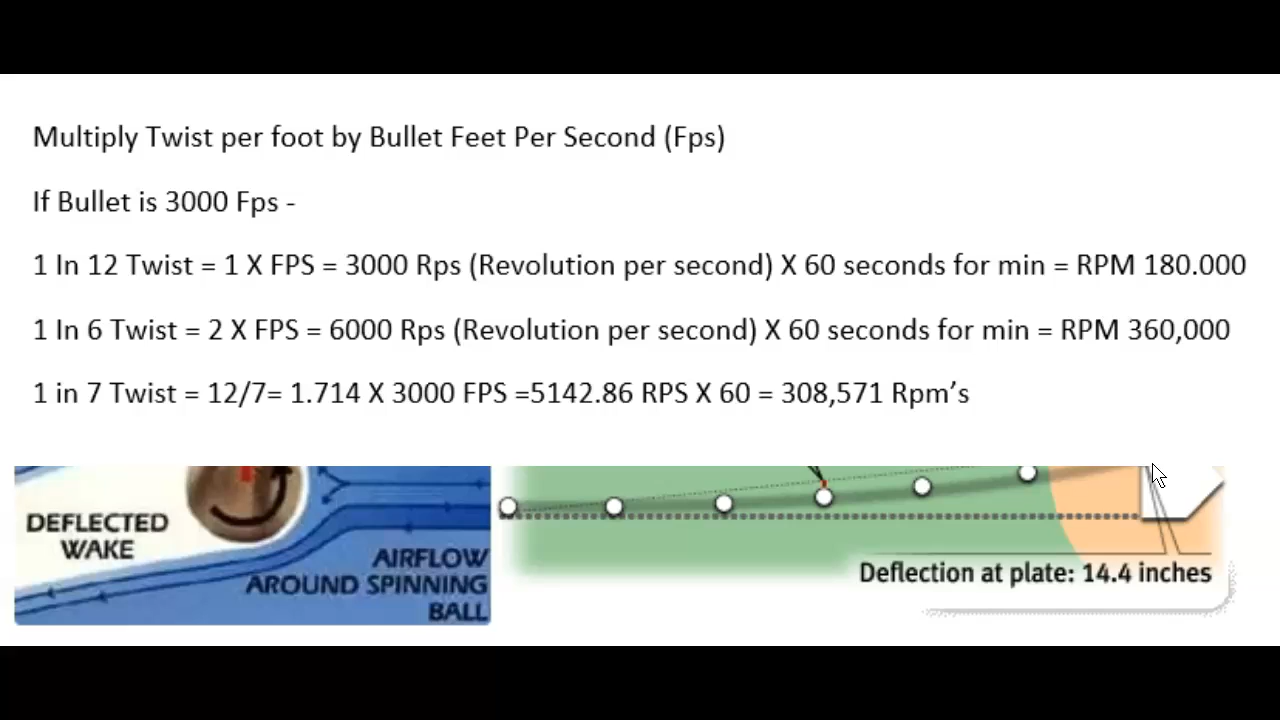 Multiply Twist per foot by Bullet Feet Per Second (Fps)
If Bullet is 3000 Fps -
1 In 12 Twist = 1 X FPS = 3000 Rps (Revolution per second) X 60 seconds for min = RPM 180.000
1 In 6 Twist = 2 X FPS = 6000 Rps (Revolution per second) X 60 seconds for min = RPM 360,000
1 in 7 Twist = 12/7= 1.714 X 3000 FPS =5142.86 RPS X 60 = 308,571 Rpm’s
DEFLECTED
WAKE
AIRFLOW
AROUND SPINNING
BALL
Deflection at plate: 14.4 inches